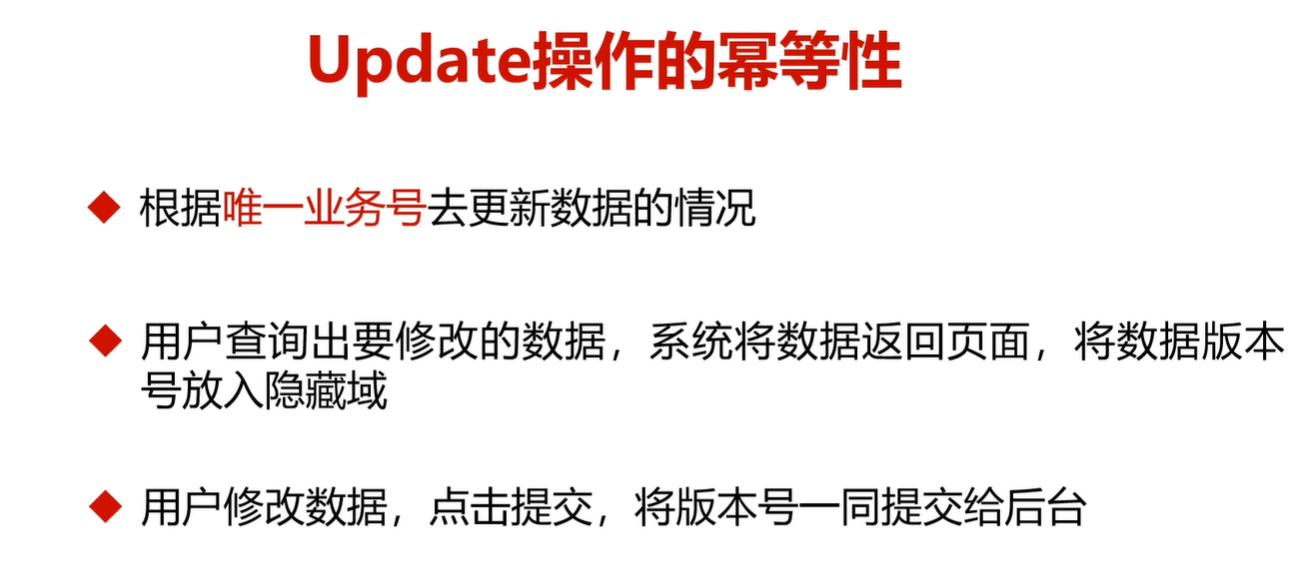 Update操作的幂等性
◆ 根据唯一业务号去更新数据的情况
◆ 用户查询出要修改的数据，系统将数据返回页面，将数据版本
号放入隐藏域
◆ 用户修改数据，点击提交，将版本号一同提交给后台